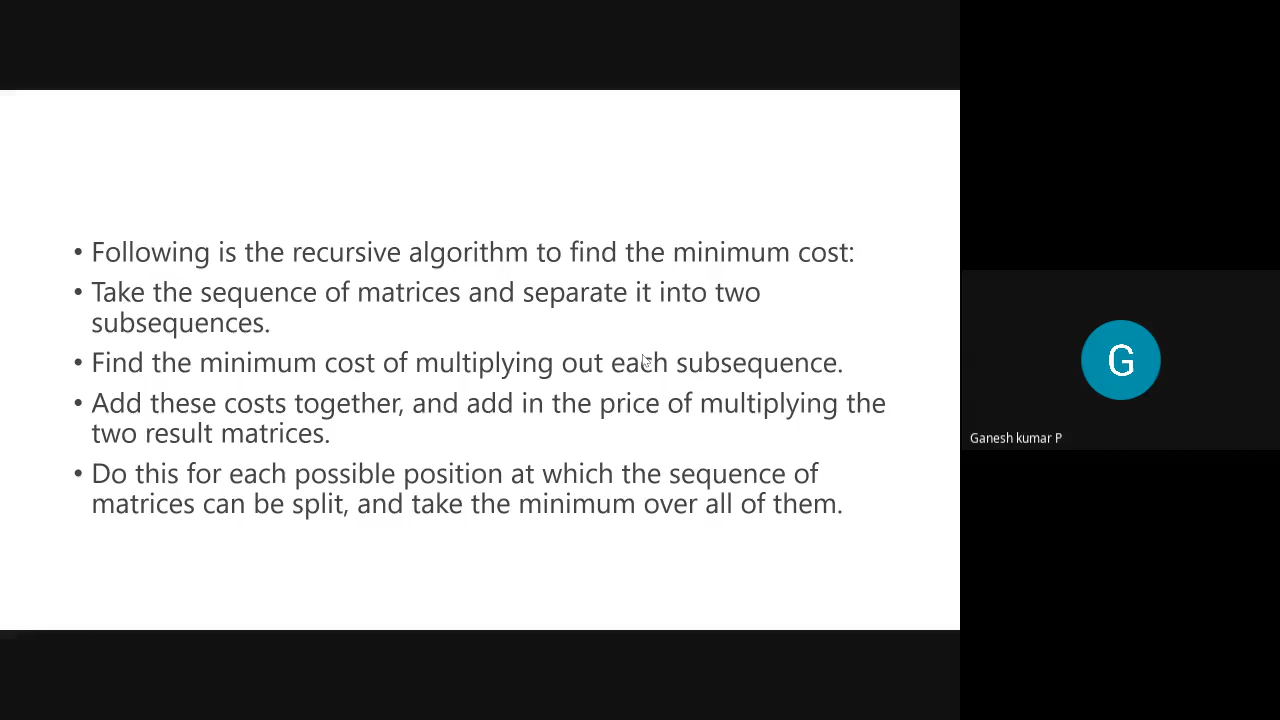 • Following is the recursive algorithm to find the minimum cost:
• Take the sequence of matrices and separate it into two
subsequences.
• Find the minimum cost of multiplying out each subsequence.
• Add these costs together, and add in the price of multiplying the
two result matrices.
• Do this for each possible position at which the sequence of
matrices can be split, and take the minimum over all of them.
G
Ganesh kumar P